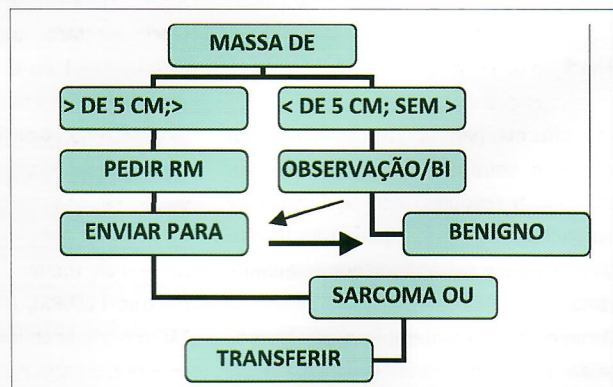 MASSA DE
> DE 5 CM;>
< DE 5 CM; SEM >
PEDIR RM
OBSERVAÇÃO/BI
ENVIAR PARA
BENIGNO
SARCOMA OU
TRANSFERIR